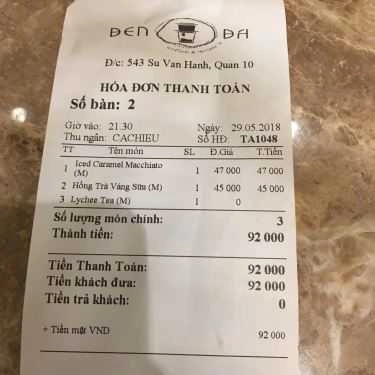 ĐEN ĐÁ
Đ/c: 543 Su Van Hanh, Quan 10
HÓA ĐƠN THANH TOÁN
Số bàn: 2
Giờ vào: 21:30 Ngày: 29.05.2018
Thu ngân: CACHIEU Số HĐ: TA1048
TT Tên món SL Đ.Giá T.Tiền
1 Iced Caramel Macchiato (M) 1 47 000 47 000
2 Hồng Trà Váng Sữa (M) 1 45 000 45 000
3 Lychee Tea (M) 1 0
Số lượng món chính: 3
Thành tiền: 92 000
Tiền Thanh Toán: 92 000
Tiền khách đưa: 92 000
Tiền trả khách: 0
+ Tiền mặt VND 92 000